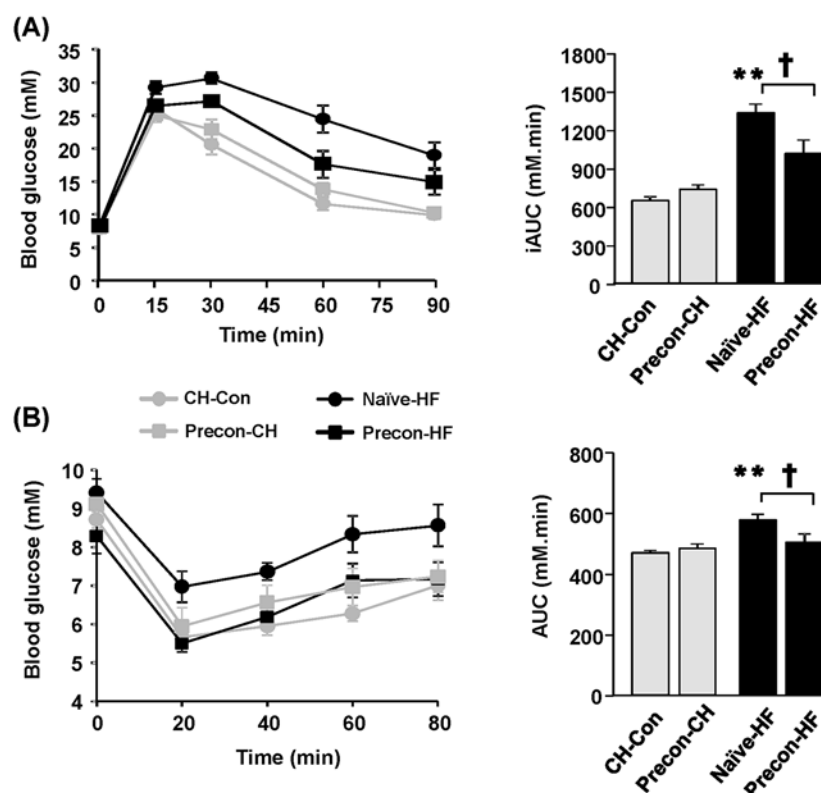 (A)
35
30
25
20
15
10
5
0
Blood glucose (mM)
0 15 30 45 60 75 90
Time (min)
1800
1500
1200
900
600
300
0
iAUC (mM.min)
** †
CH-Con
Precon-CH
Naïve-HF
Precon-HF
CH-Con Naïve-HF
Precon-CH Precon-HF
(B)
10
9
8
7
6
5
4
Blood glucose (mM)
0 20 40 60 80
Time (min)
800
600
400
200
0
AUC (mM.min)
** †
CH-Con
Precon-CH
Naïve-HF
Precon-HF